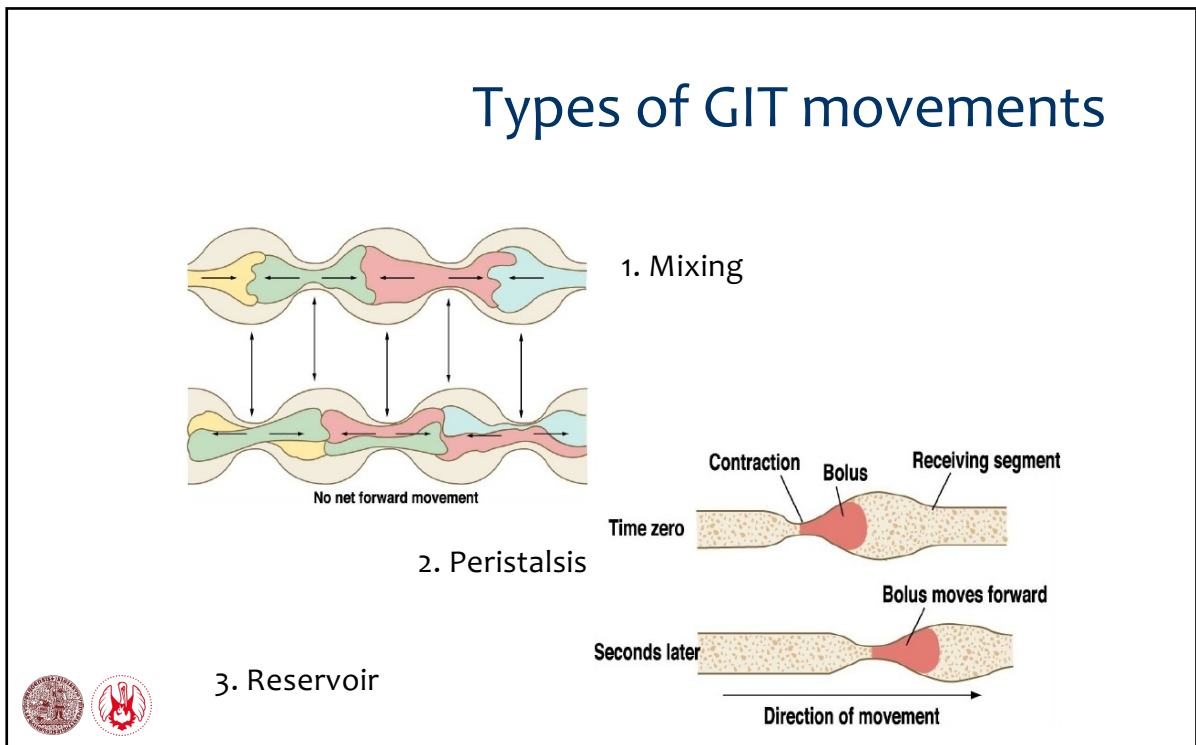 Types of GIT movements
1. Mixing
No net forward movement
2. Peristalsis
Contraction
Bolus
Receiving segment
Time zero
Bolus moves forward
Seconds later
Direction of movement
3. Reservoir